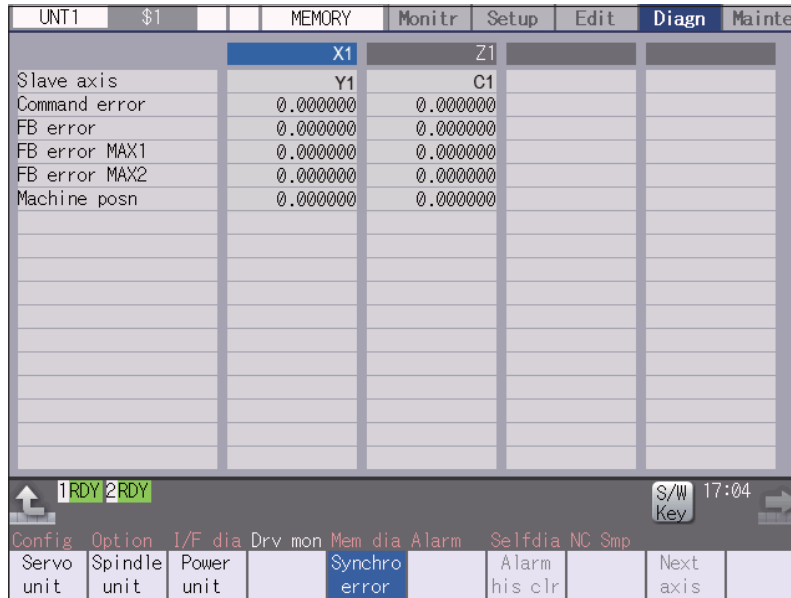 UNT1 $1 MEMORY Monitr Setup Edit Diagn Mainte
X1 Z1
Slave axis Y1 C1
Command error 0.000000 0.000000
FB error 0.000000 0.000000
FB error MAX1 0.000000 0.000000
FB error MAX2 0.000000 0.000000
Machine posn 0.000000 0.000000
1RDY 2RDY S/W Key 17:04
Config Option I/F dia Drv mon Mem dia Alarm Selfdia NC Smp
Servo Spindle Power Synchro Alarm Next
unit unit unit error his clr axis